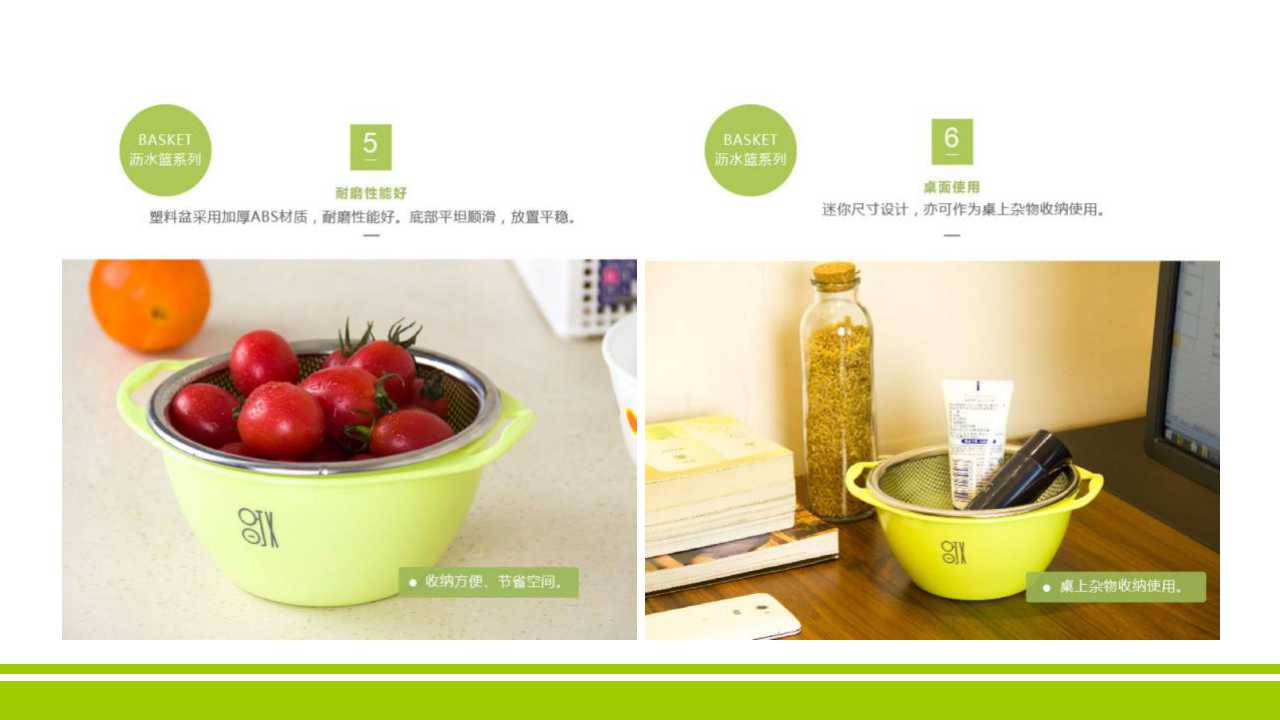 BASKET
沥水篮系列
5
耐磨性能好
塑料盆采用加厚ABS材质，耐磨性能好。底部平坦顺滑，放置平稳。
收纳方便、节省空间。
BASKET
沥水篮系列
6
桌面使用
迷你尺寸设计，亦可作为桌上杂物收纳使用。
桌上杂物收纳使用。